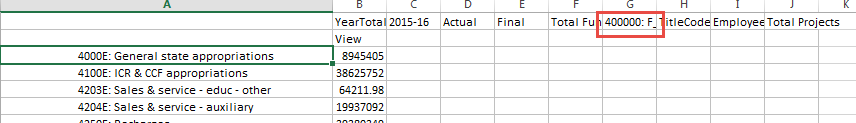 A B C D E F G H I J K
YearTotal 2015-16 Actual Final Total Fun 400000: F_ TitleCode Employee Total Projects
View
4000E: General state appropriations 8945405
4100E: ICR & CCF appropriations 38625752
4203E: Sales & service - educ - other 64211.98
4204E: Sales & service - auxiliary 19937092